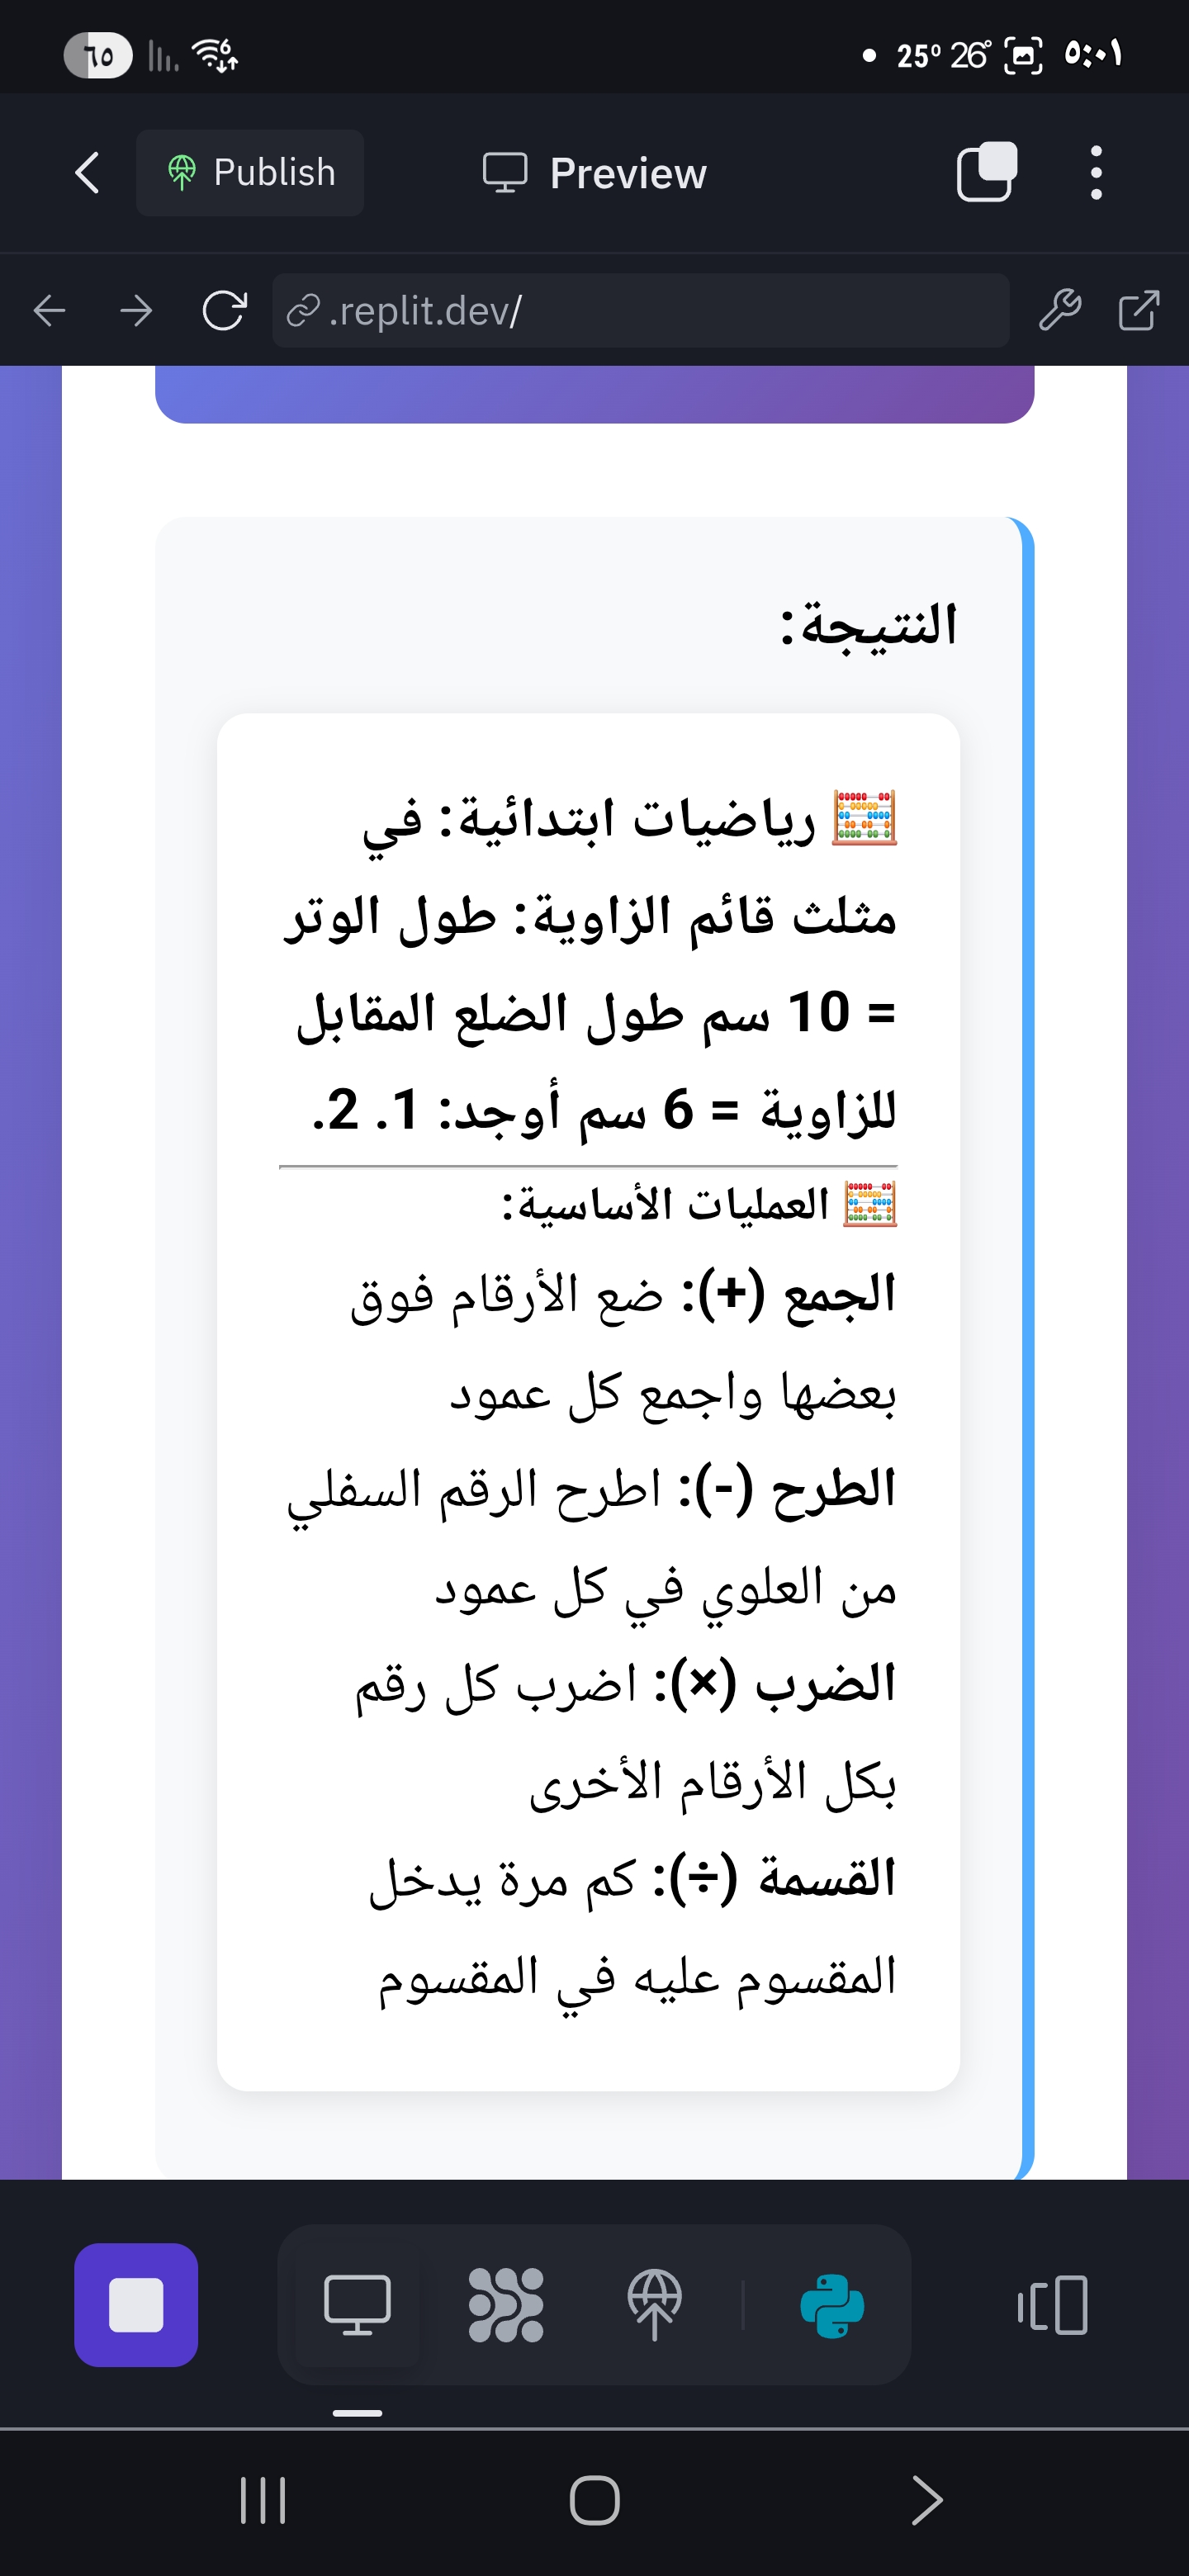 ٦٥ 6 25° 26° ٥:٠١
Publish Preview
.replit.dev/
النتيجة:
رياضيات ابتدائية: في
مثلث قائم الزاوية: طول الوتر
= 10 سم طول الضلع المقابل
للزاوية = 6 سم أوجد: 1. 2.
العمليات الأساسية:
الجمع (+): ضع الأرقام فوق
بعضها واجمع كل عمود
الطرح (-): اطرح الرقم السفلي
من العلوي في كل عمود
الضرب (×): اضرب كل رقم
بكل الأرقام الأخرى
القسمة (÷): كم مرة يدخل
المقسوم عليه في المقسوم